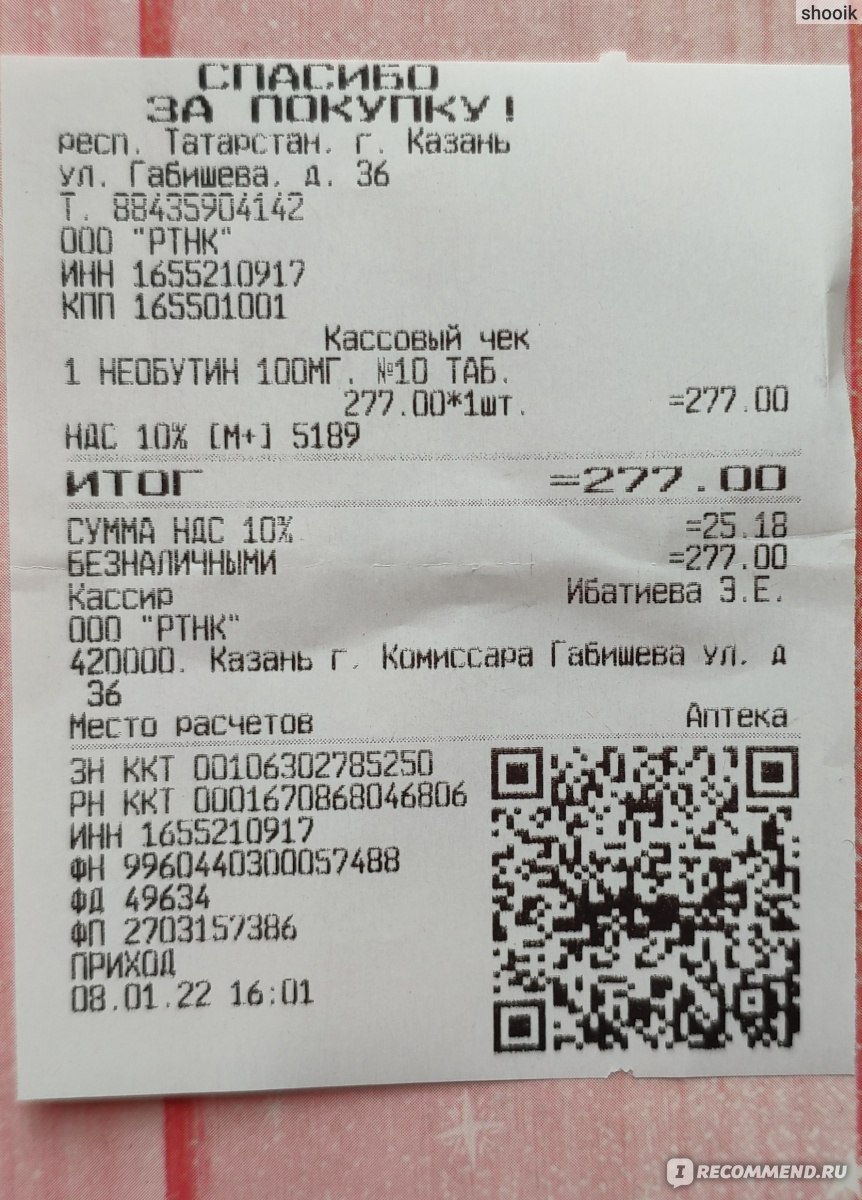 shooik
СПАСИБО
ЗА ПОКУПКУ!
респ. Татарстан. г. Казань
ул. Габишева. д. 36
Т. 88435904142
ООО "РТНК"
ИНН 1655210917
КПП 165501001
Кассовый чек
1 НЕОБУТИН 100МГ. №10 ТАБ.
277.00*1шт. =277.00
НДС 10% [М+] 5189
ИТОГ =277.00
СУММА НДС 10% =25.18
БЕЗНАЛИЧНЫМИ =277.00
Кассир Ибатиева Э.Е.
ООО "РТНК"
420000. Казань г. Комиссара Габишева ул. д
36
Место расчетов Аптека
ЗН ККТ 00106302785250
РН ККТ 0001670868046806
ИНН 1655210917
ФН 9960440300057488
ФД 49634
ФП 2703157386
ПРИХОД
08.01.22 16:01
IRECOMMEND.RU